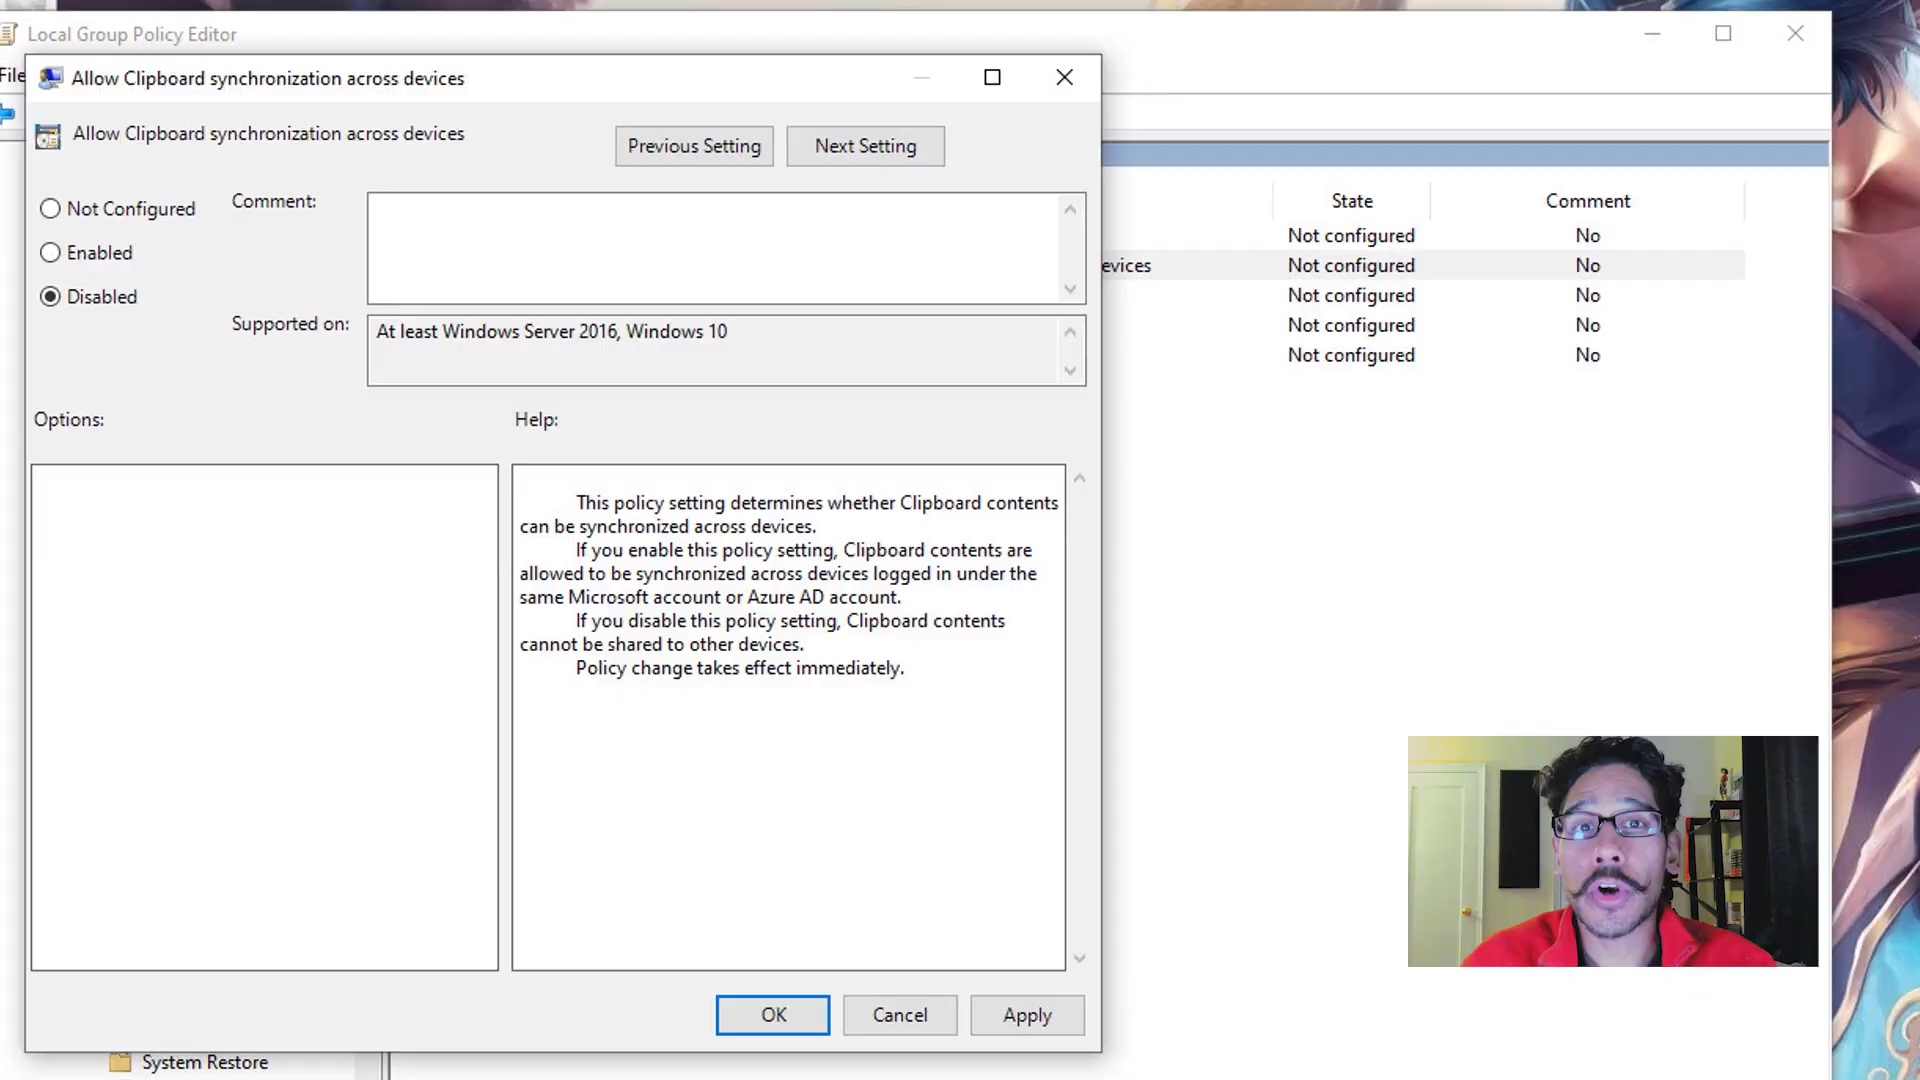 Local Group Policy Editor
File
Allow Clipboard synchronization across devices
Allow Clipboard synchronization across devices
Previous Setting
Next Setting
Not Configured
Enabled
Disabled
Comment:
Supported on:
At least Windows Server 2016, Windows 10
Options:
Help:
This policy setting determines whether Clipboard contents
can be synchronized across devices.
If you enable this policy setting, Clipboard contents are
allowed to be synchronized across devices logged in under the
same Microsoft account or Azure AD account.
If you disable this policy setting, Clipboard contents
cannot be shared to other devices.
Policy change takes effect immediately.
OK
Cancel
Apply
State Comment
Not configured No
evices Not configured No
Not configured No
Not configured No
Not configured No
System Restore